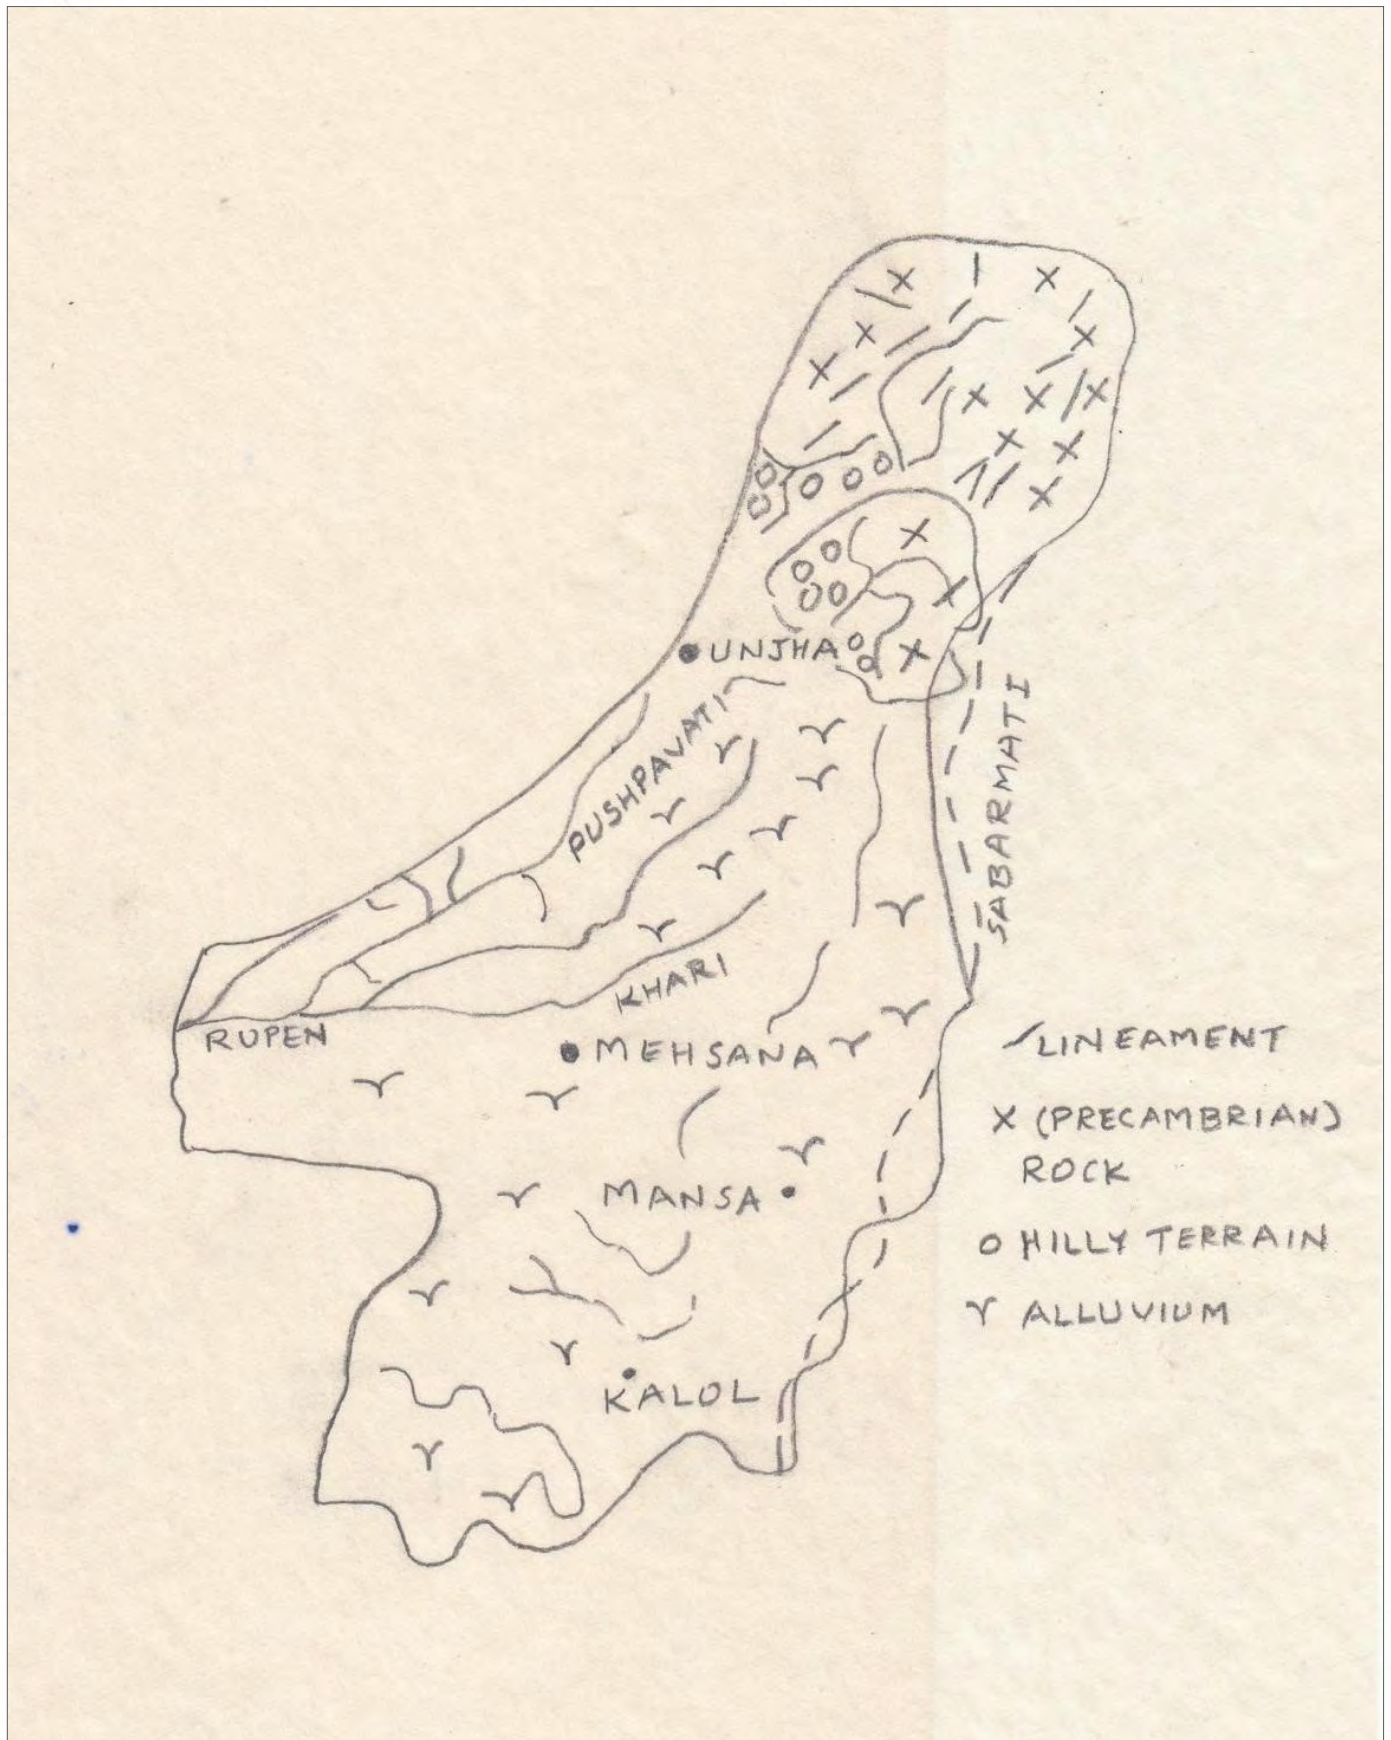 UNJHA
PUSHPAVATI
SABARMATI
KHARI
RUPEN
MEHSANA
LINEAMENT
X (PRECAMBRIAN)
ROCK
MANSA
O HILLY TERRAIN
ALLUVIUM
KALOL